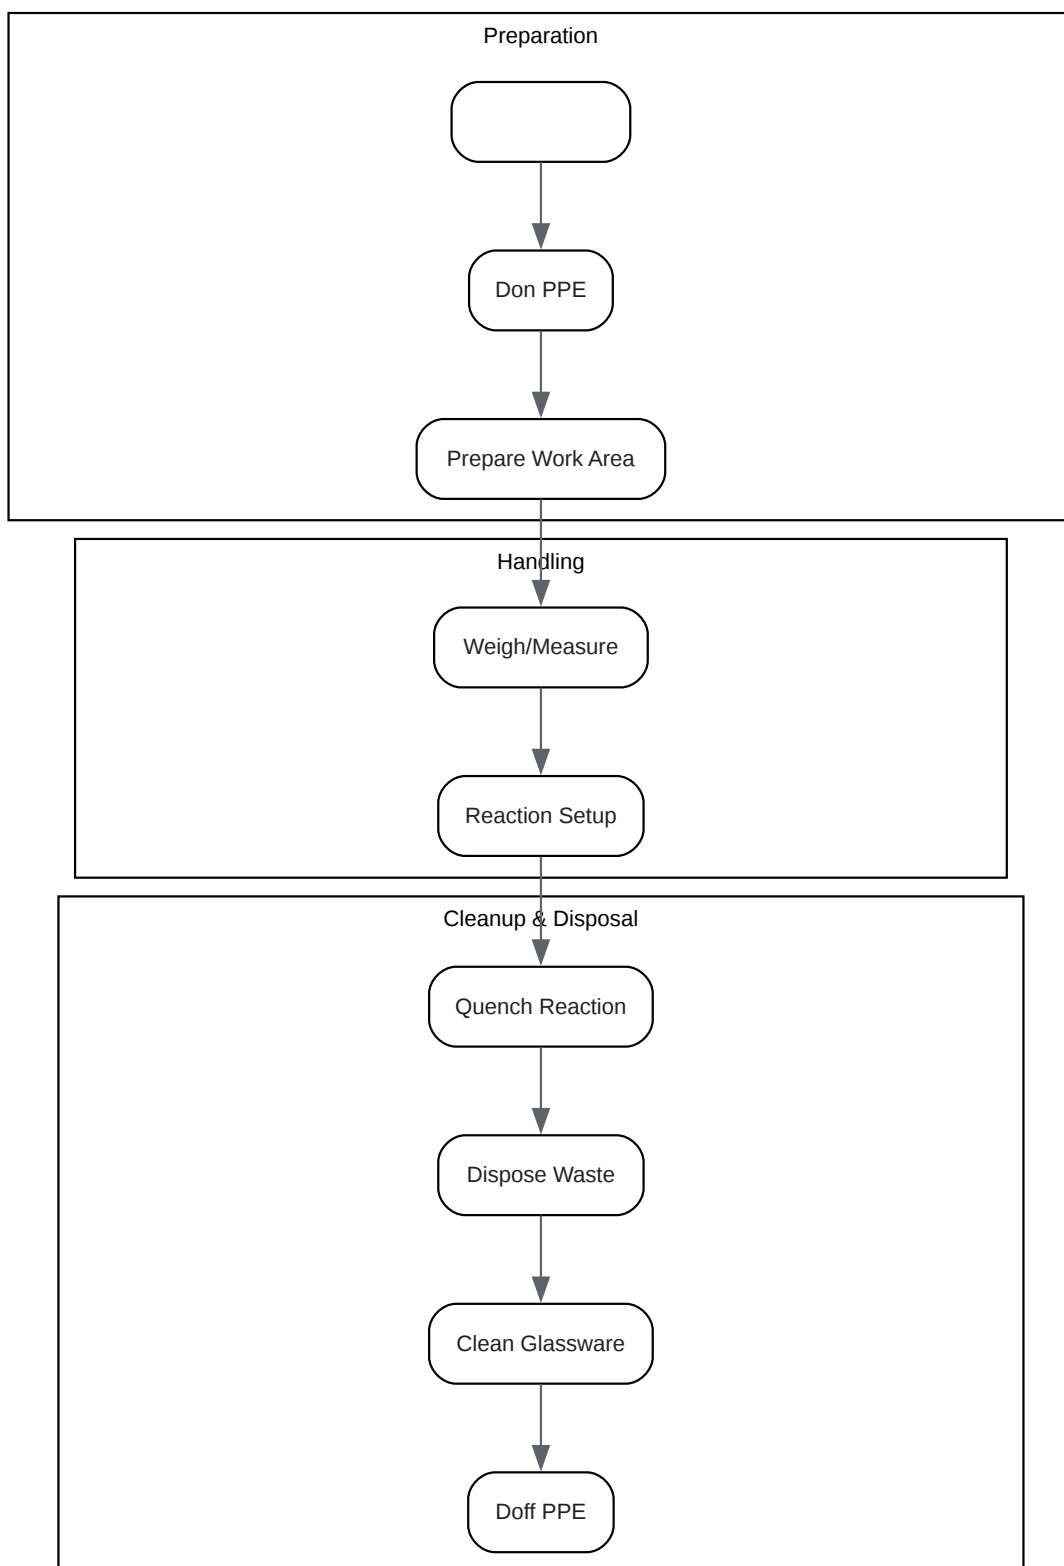 Preparation
Don PPE
Prepare Work Area
Handling
Weigh/Measure
Reaction Setup
Cleanup & Disposal
Quench Reaction
Dispose Waste
Clean Glassware
Doff PPE